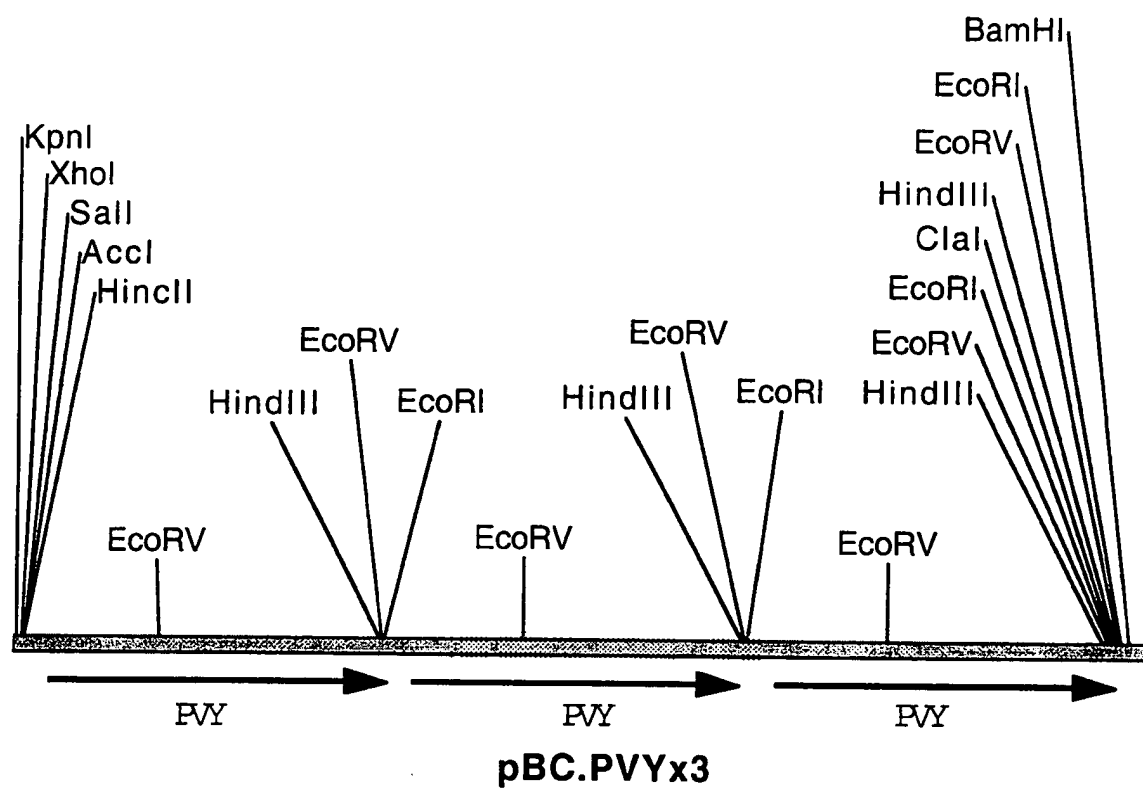 BamHI
EcoRI
KpnI
EcoRV
XhoI
HindIII
SalI
ClaI
AccI
EcoRI
HincII
EcoRV
EcoRV
EcoRV
HindIII
HindIII
EcoRI
HindIII
EcoRI
EcoRV
EcoRV
EcoRV
PVY
PVY
PVY
pBC.PVYx3